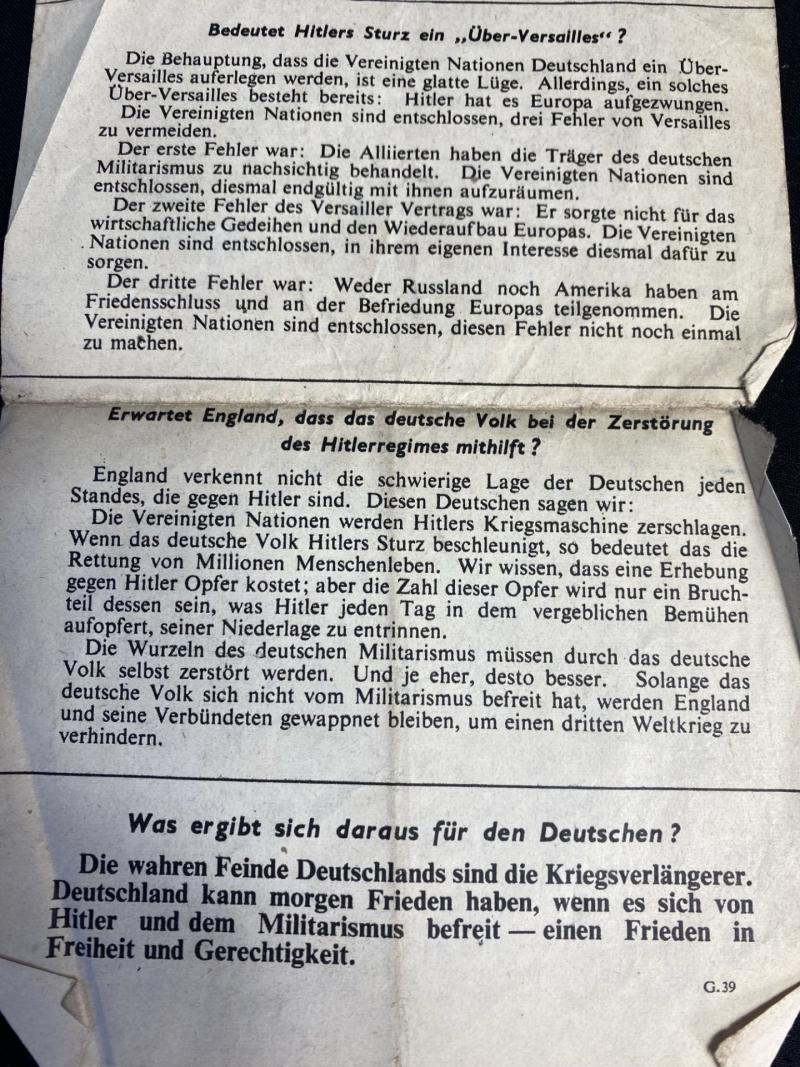 Bedeutet Hitlers Sturz ein „Über-Versailles“ ?
Die Behauptung, dass die Vereinigten Nationen Deutschland ein Über-
Versailles auferlegen werden, ist eine glatte Lüge. Allerdings, ein solches
Über-Versailles besteht bereits: Hitler hat es Europa aufgezwungen.
Die Vereinigten Nationen sind entschlossen, drei Fehler von Versailles
zu vermeiden.
Der erste Fehler war: Die Alliierten haben die Träger des deutschen
Militarismus zu nachsichtig behandelt. Die Vereinigten Nationen sind
entschlossen, diesmal endgültig mit ihnen aufzuräumen.
Der zweite Fehler des Versailler Vertrags war: Er sorgte nicht für das
wirtschaftliche Gedeihen und den Wiederaufbau Europas. Die Vereinigten
Nationen sind entschlossen, in ihrem eigenen Interesse diesmal dafür zu
sorgen.
Der dritte Fehler war: Weder Russland noch Amerika haben am
Friedensschluss und an der Befriedung Europas teilgenommen. Die
Vereinigten Nationen sind entschlossen, diesen Fehler nicht noch einmal
zu machen.
Erwartet England, dass das deutsche Volk bei der Zerstörung
des Hitlerregimes mithilft ?
England verkennt nicht die schwierige Lage der Deutschen jeden
Standes, die gegen Hitler sind. Diesen Deutschen sagen wir:
Die Vereinigten Nationen werden Hitlers Kriegsmaschine zerschlagen.
Wenn das deutsche Volk Hitlers Sturz beschleunigt, so bedeutet das die
Rettung von Millionen Menschenleben. Wir wissen, dass eine Erhebung
gegen Hitler Opfer kostet; aber die Zahl dieser Opfer wird nur ein Bruch-
teil dessen sein, was Hitler jeden Tag in dem vergeblichen Bemühen
aufopfert, seiner Niederlage zu entrinnen.
Die Wurzeln des deutschen Militarismus müssen durch das deutsche
Volk selbst zerstört werden. Und je eher, desto besser. Solange das
deutsche Volk sich nicht vom Militarismus befreit hat, werden England
und seine Verbündeten gewappnet bleiben, um einen dritten Weltkrieg zu
verhindern.
Was ergibt sich daraus für den Deutschen ?
Die wahren Feinde Deutschlands sind die Kriegsverlängerer.
Deutschland kann morgen Frieden haben, wenn es sich von
Hitler und dem Militarismus befreit — einen Frieden in
Freiheit und Gerechtigkeit.
G.39